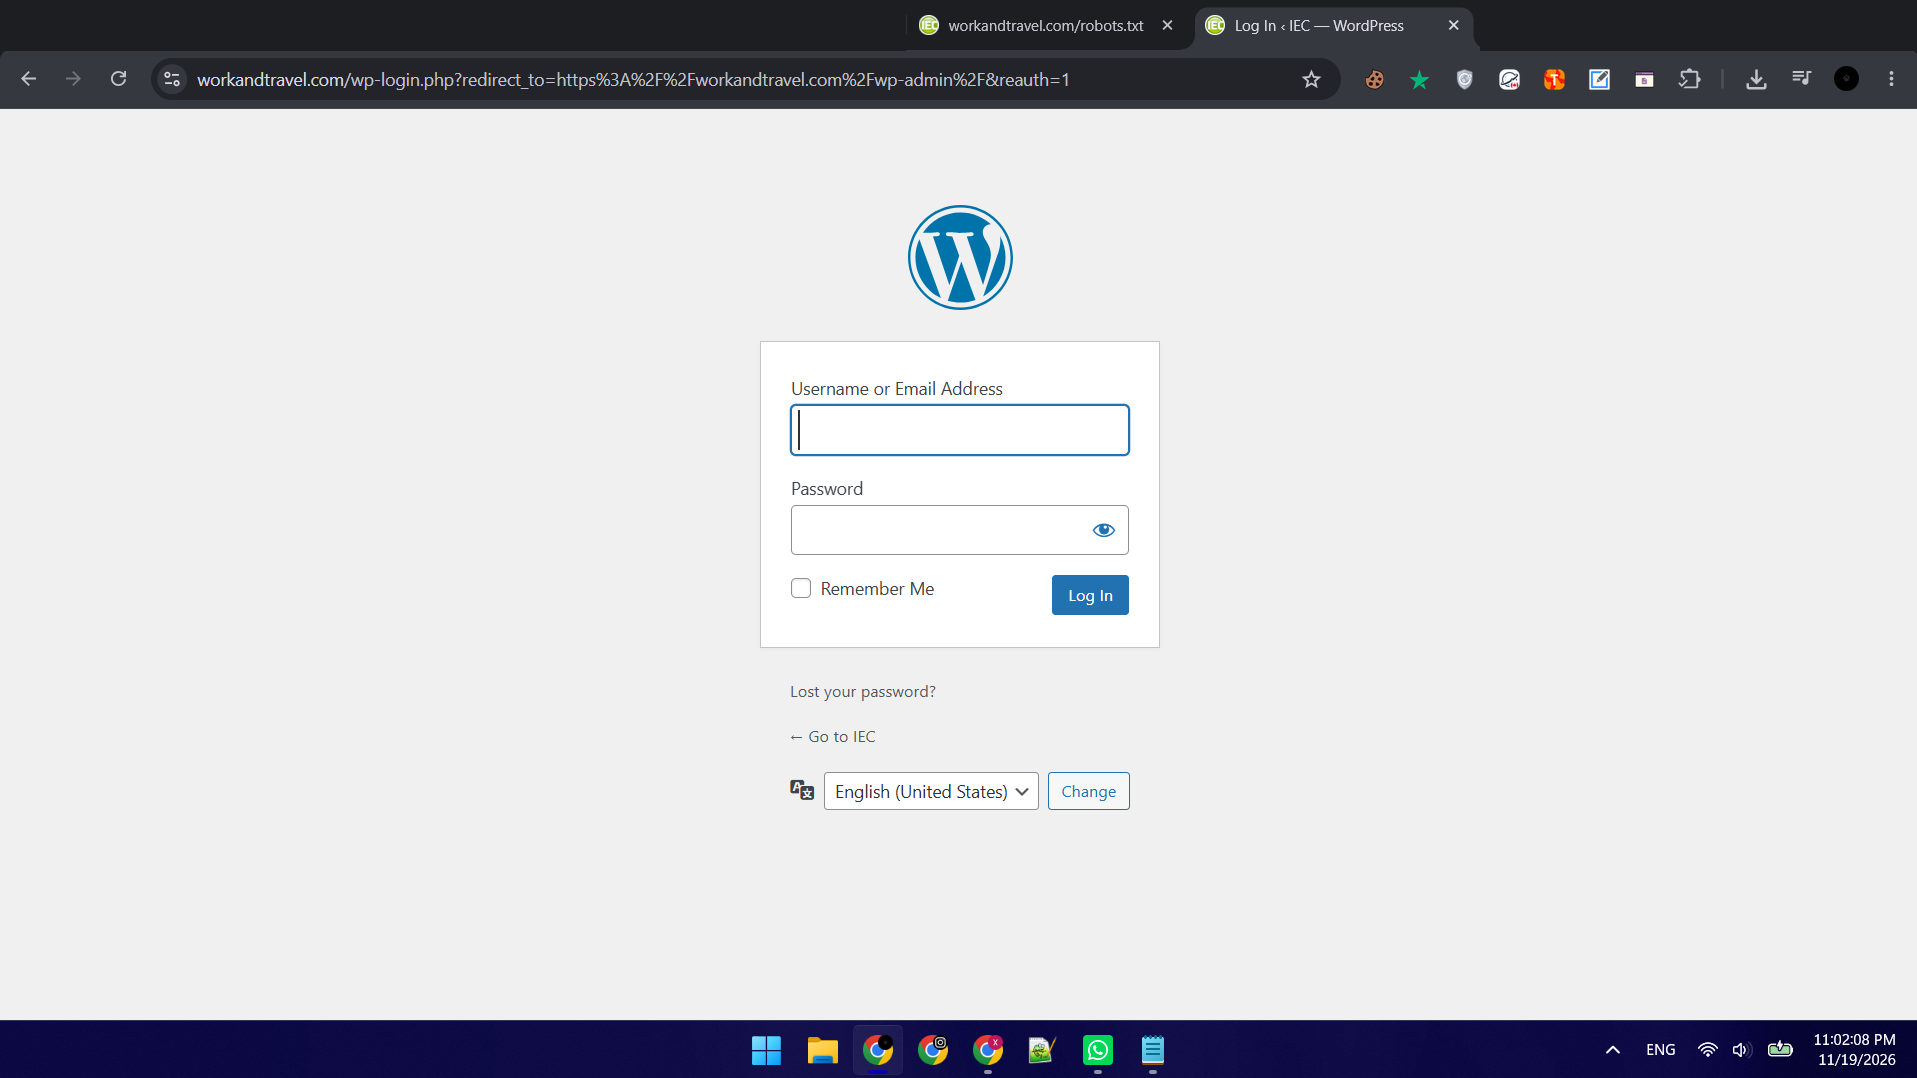 workandtravel.com/robots.txt
Log In ‹ IEC — WordPress
workandtravel.com/wp-login.php?redirect_to=https%3A%2F%2Fworkandtravel.com%2Fwp-admin%2F&reauth=1
Username or Email Address
Password
Remember Me
Log In
Lost your password?
← Go to IEC
English (United States)
Change
ENG
11:02:08 PM
11/19/2026